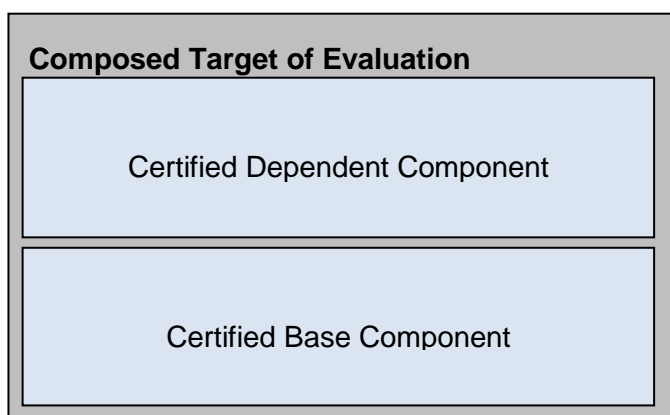 Composed Target of Evaluation
Certified Dependent Component
Certified Base Component